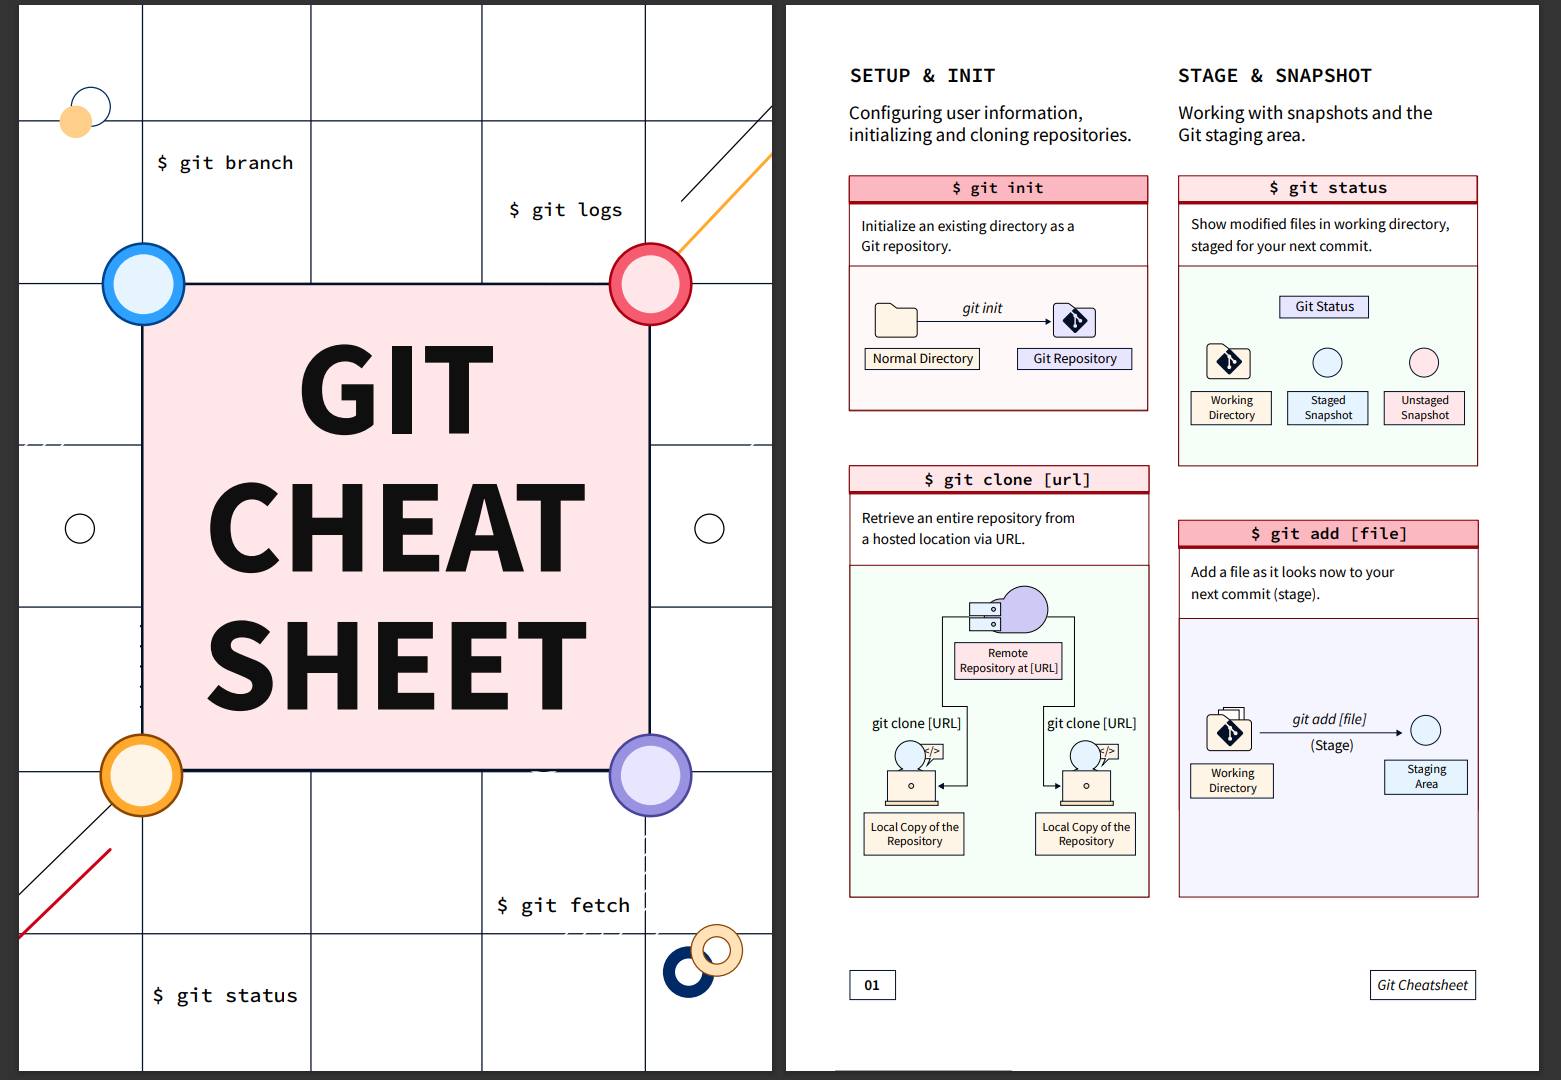 $ git branch
$ git logs
GIT
CHEAT
SHEET
$ git fetch
$ git status
SETUP & INIT
Configuring user information,
initializing and cloning repositories.
$ git init
Initialize an existing directory as a
Git repository.
git init
Normal Directory
Git Repository
$ git clone [url]
Retrieve an entire repository from
a hosted location via URL.
Remote
Repository at [URL]
git clone [URL]
git clone [URL]
</>
</>
Local Copy of the
Repository
Local Copy of the
Repository
STAGE & SNAPSHOT
Working with snapshots and the
Git staging area.
$ git status
Show modified files in working directory,
staged for your next commit.
Git Status
Working
Directory
Staged
Snapshot
Unstaged
Snapshot
$ git add [file]
Add a file as it looks now to your
next commit (stage).
git add [file]
(Stage)
Working
Directory
Staging
Area
01
Git Cheatsheet